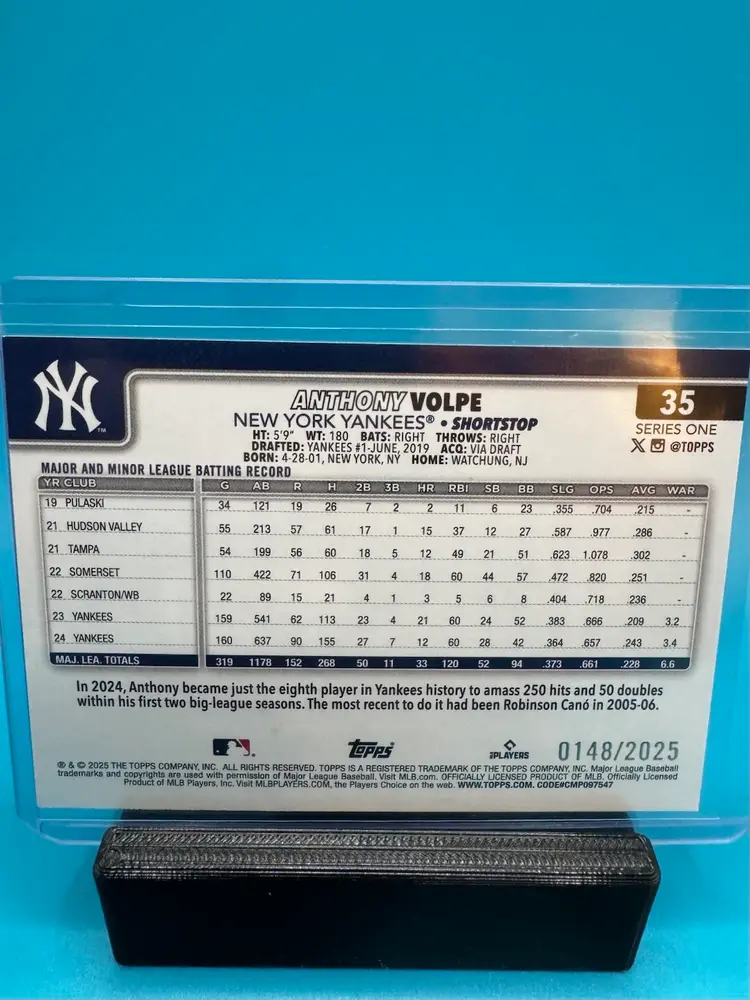 NY
TM
ANTHONY VOLPE
35
NEW YORK YANKEES® • SHORTSTOP
SERIES ONE
HT: 5'9" WT: 180 BATS: RIGHT THROWS: RIGHT
DRAFTED: YANKEES #1-JUNE, 2019 ACQ: VIA DRAFT
BORN: 4-28-01, NEW YORK, NY HOME: WATCHUNG, NJ
X @TOPPS
MAJOR AND MINOR LEAGUE BATTING RECORD
YR CLUB G AB R H 2B 3B HR RBI SB BB SLG OPS AVG WAR
19 PULASKI 34 121 19 26 7 2 2 11 6 23 .355 .704 .215 -
21 HUDSON VALLEY 55 213 57 61 17 1 15 37 12 27 .587 .977 .286 -
21 TAMPA 54 199 56 60 18 5 12 49 21 51 .623 1.078 .302 -
22 SOMERSET 110 422 71 106 31 4 18 60 44 57 .472 .820 .251 -
22 SCRANTON/WB 22 89 15 21 4 1 3 5 6 8 .404 .718 .236 -
23 YANKEES 159 541 62 113 23 4 21 60 24 52 .383 .666 .209 3.2
24 YANKEES 160 637 90 155 27 7 12 60 28 42 .364 .657 .243 3.4
MAJ. LEA. TOTALS 319 1178 152 268 50 11 33 120 52 94 .373 .661 .228 6.6
In 2024, Anthony became just the eighth player in Yankees history to amass 250 hits and 50 doubles
within his first two big-league seasons. The most recent to do it had been Robinson Canó in 2005-06.
Topps
PLAYERS
0148/2025
® & © 2025 THE TOPPS COMPANY, INC. ALL RIGHTS RESERVED. TOPPS IS A REGISTERED TRADEMARK OF THE TOPPS COMPANY, INC. Major League Baseball
trademarks and copyrights are used with permission of Major League Baseball. Visit MLB.com. OFFICIALLY LICENSED PRODUCT OF MLB. Officially Licensed
Product of MLB Players, Inc. Visit MLBPLAYERS.COM, the Players Choice on the web. WWW.TOPPS.COM. CODE#CMP097547